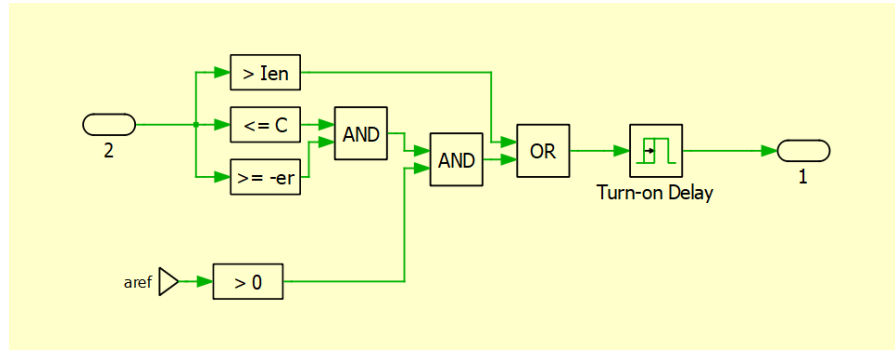 > Ien
2
<= C
AND
>= -er
AND
OR
Turn-on Delay
1
aref
> 0